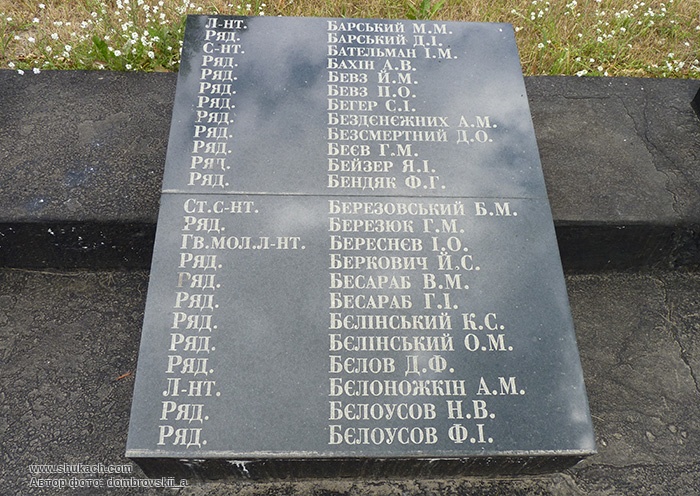 Л-нт. Барський М.М.
Ряд. Барський Д.І.
С-нт. Бательман І.М.
Ряд. Бахін А.В.
Ряд. Бевз Й.М.
Ряд. Бевз П.О.
Ряд. Бегер С.І.
Ряд. Безденєжних А.М.
Ряд. Безсмертний Д.О.
Ряд. Беєв Г.М.
Ряд. Бейзер Я.І.
Ряд. Бендяк Ф.Г.
Ст.с-нт. Березовський Б.М.
Ряд. Березюк Г.М.
Гв.мол.л-нт. Береснєв І.О.
Ряд. Беркович Й.С.
Ряд. Бесараб В.М.
Ряд. Бесараб Г.І.
Ряд. Бєлінський К.С.
Ряд. Бєлінський О.М.
Ряд. Бєлов Д.Ф.
Л-нт. Бєлоножкін А.М.
Ряд. Бєлоусов Н.В.
Ряд. Бєлоусов Ф.І.
www.shukach.com
Автор фото: dombrovskii_a